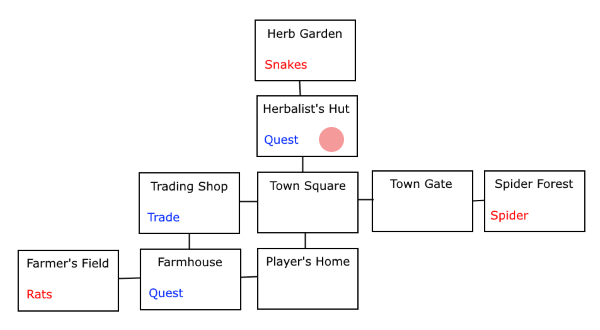 Herb Garden
Snakes
Herbalist's Hut
Quest
Trading Shop
Trade
Town Square
Town Gate
Spider Forest
Spider
Farmer's Field
Rats
Farmhouse
Quest
Player's Home